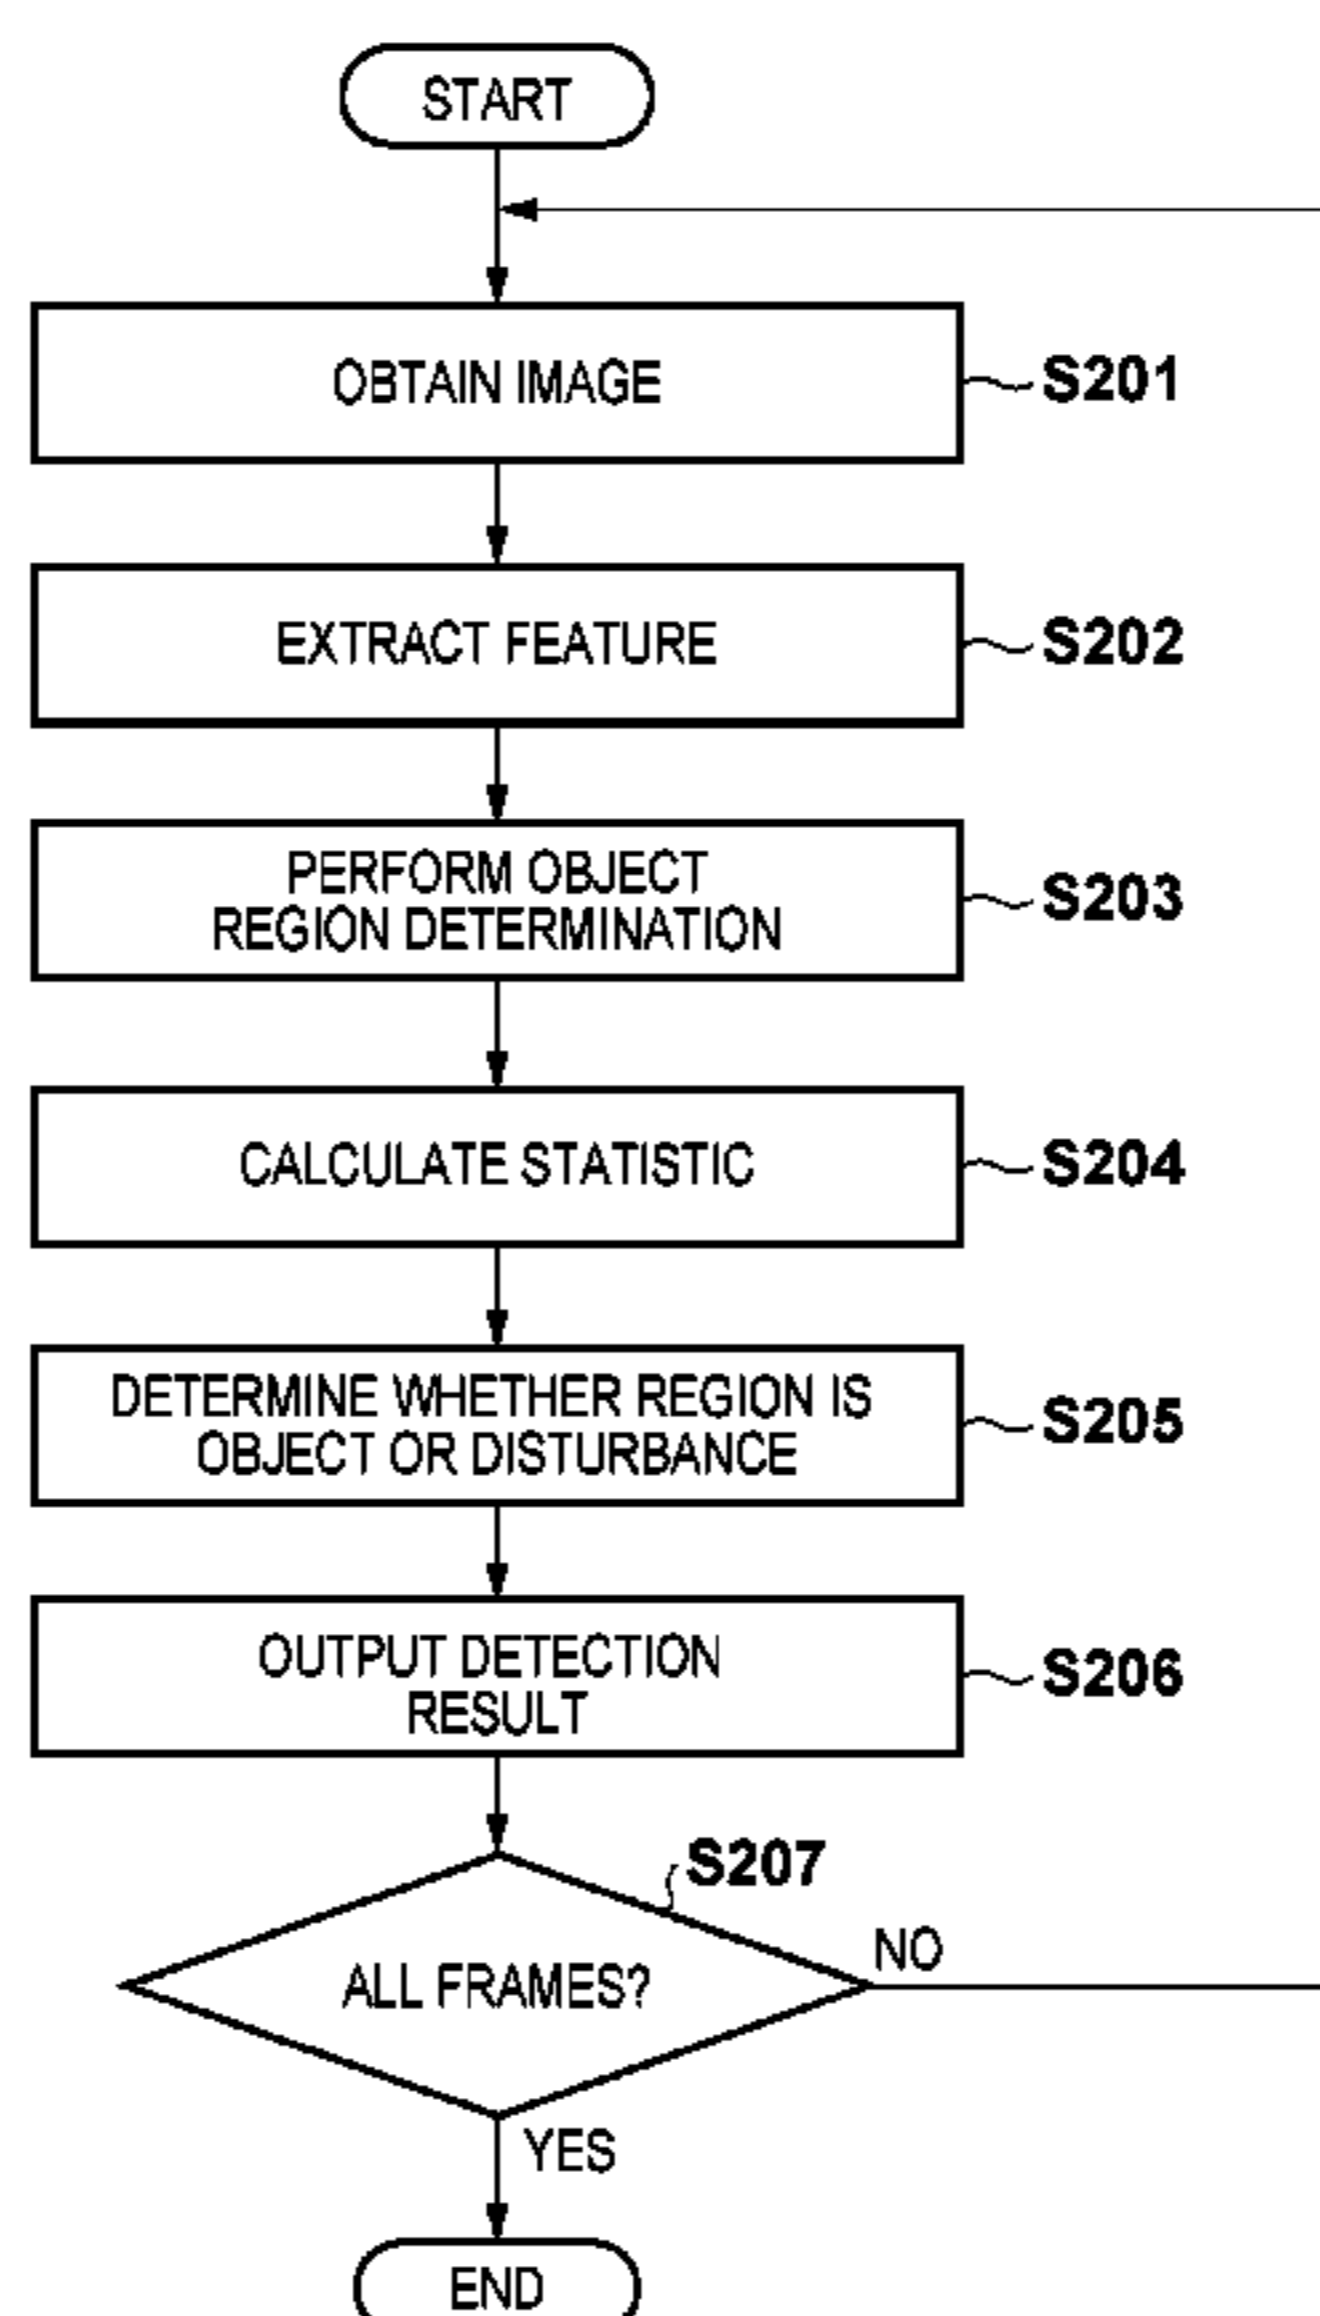 START
OBTAIN IMAGE
S201
EXTRACT FEATURE
S202
PERFORM OBJECT
REGION DETERMINATION
S203
CALCULATE STATISTIC
S204
DETERMINE WHETHER REGION IS
OBJECT OR DISTURBANCE
S205
OUTPUT DETECTION
RESULT
S206
S207
ALL FRAMES?
NO
YES
END